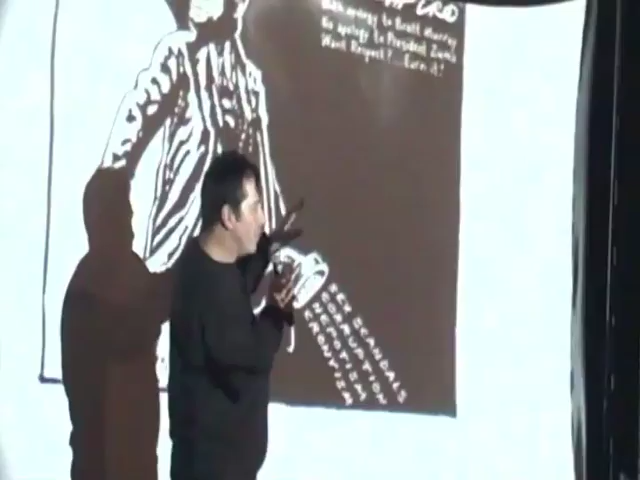 With apology to Brett Murray
No apology to President Zuma
Want Respect?...Earn it!
SEX SCANDALS
CORRUPTION
NEPOTISM
CRONYISM